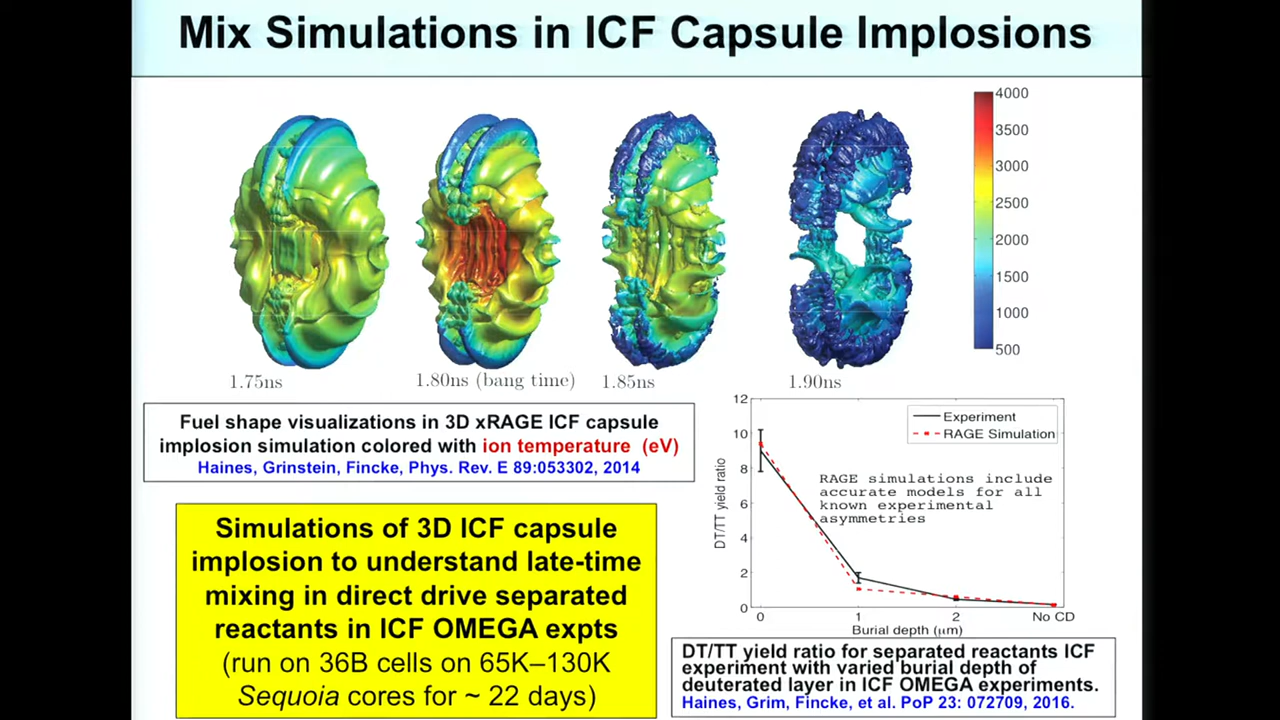 Mix Simulations in ICF Capsule Implosions
4000
3500
3000
2500
2000
1500
1000
500
1.75ns
1.80ns (bang time)
1.85ns
1.90ns
Fuel shape visualizations in 3D xRAGE ICF capsule
implosion simulation colored with ion temperature (eV)
Haines, Grinstein, Fincke, Phys. Rev. E 89:053302, 2014
Simulations of 3D ICF capsule
implosion to understand late-time
mixing in direct drive separated
reactants in ICF OMEGA expts
(run on 36B cells on 65K–130K
Sequoia cores for ~ 22 days)
12
10
8
6
4
2
0
DT/TT yield ratio
Experiment
RAGE Simulation
RAGE simulations include
accurate models for all
known experimental
asymmetries
0
1
2
No CD
Burial depth (μm)
DT/TT yield ratio for separated reactants ICF
experiment with varied burial depth of
deuterated layer in ICF OMEGA experiments.
Haines, Grim, Fincke, et al. PoP 23: 072709, 2016.